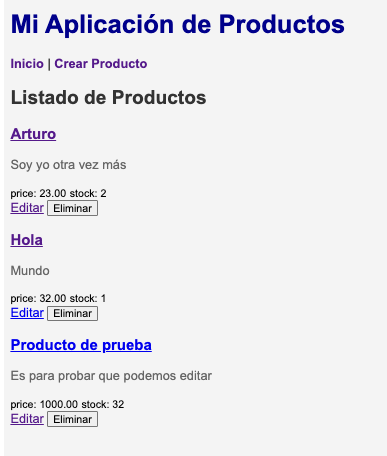 Mi Aplicación de Productos
Inicio | Crear Producto
Listado de Productos
Arturo
Soy yo otra vez más
price: 23.00 stock: 2
Editar Eliminar
Hola
Mundo
price: 32.00 stock: 1
Editar Eliminar
Producto de prueba
Es para probar que podemos editar
price: 1000.00 stock: 32
Editar Eliminar